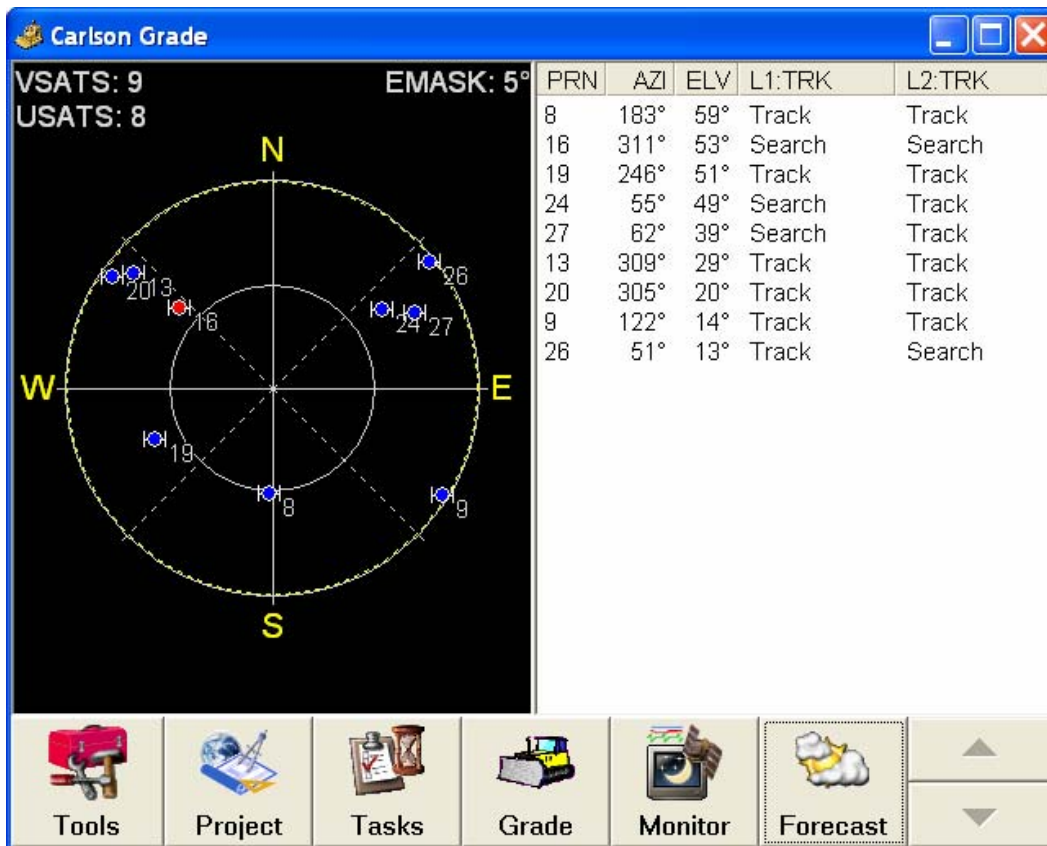 Carlson Grade
VSATS: 9 EMASK: 5°
USATS: 8
N
26
20 13
16
24 27
W
E
19
8
9
S
PRN AZI ELV L1:TRK L2:TRK
8 183° 59° Track Track
16 311° 53° Search Search
19 246° 51° Track Track
24 55° 49° Search Track
27 62° 39° Search Track
13 309° 29° Track Track
20 305° 20° Track Track
9 122° 14° Track Track
26 51° 13° Track Search
Tools Project Tasks Grade Monitor Forecast